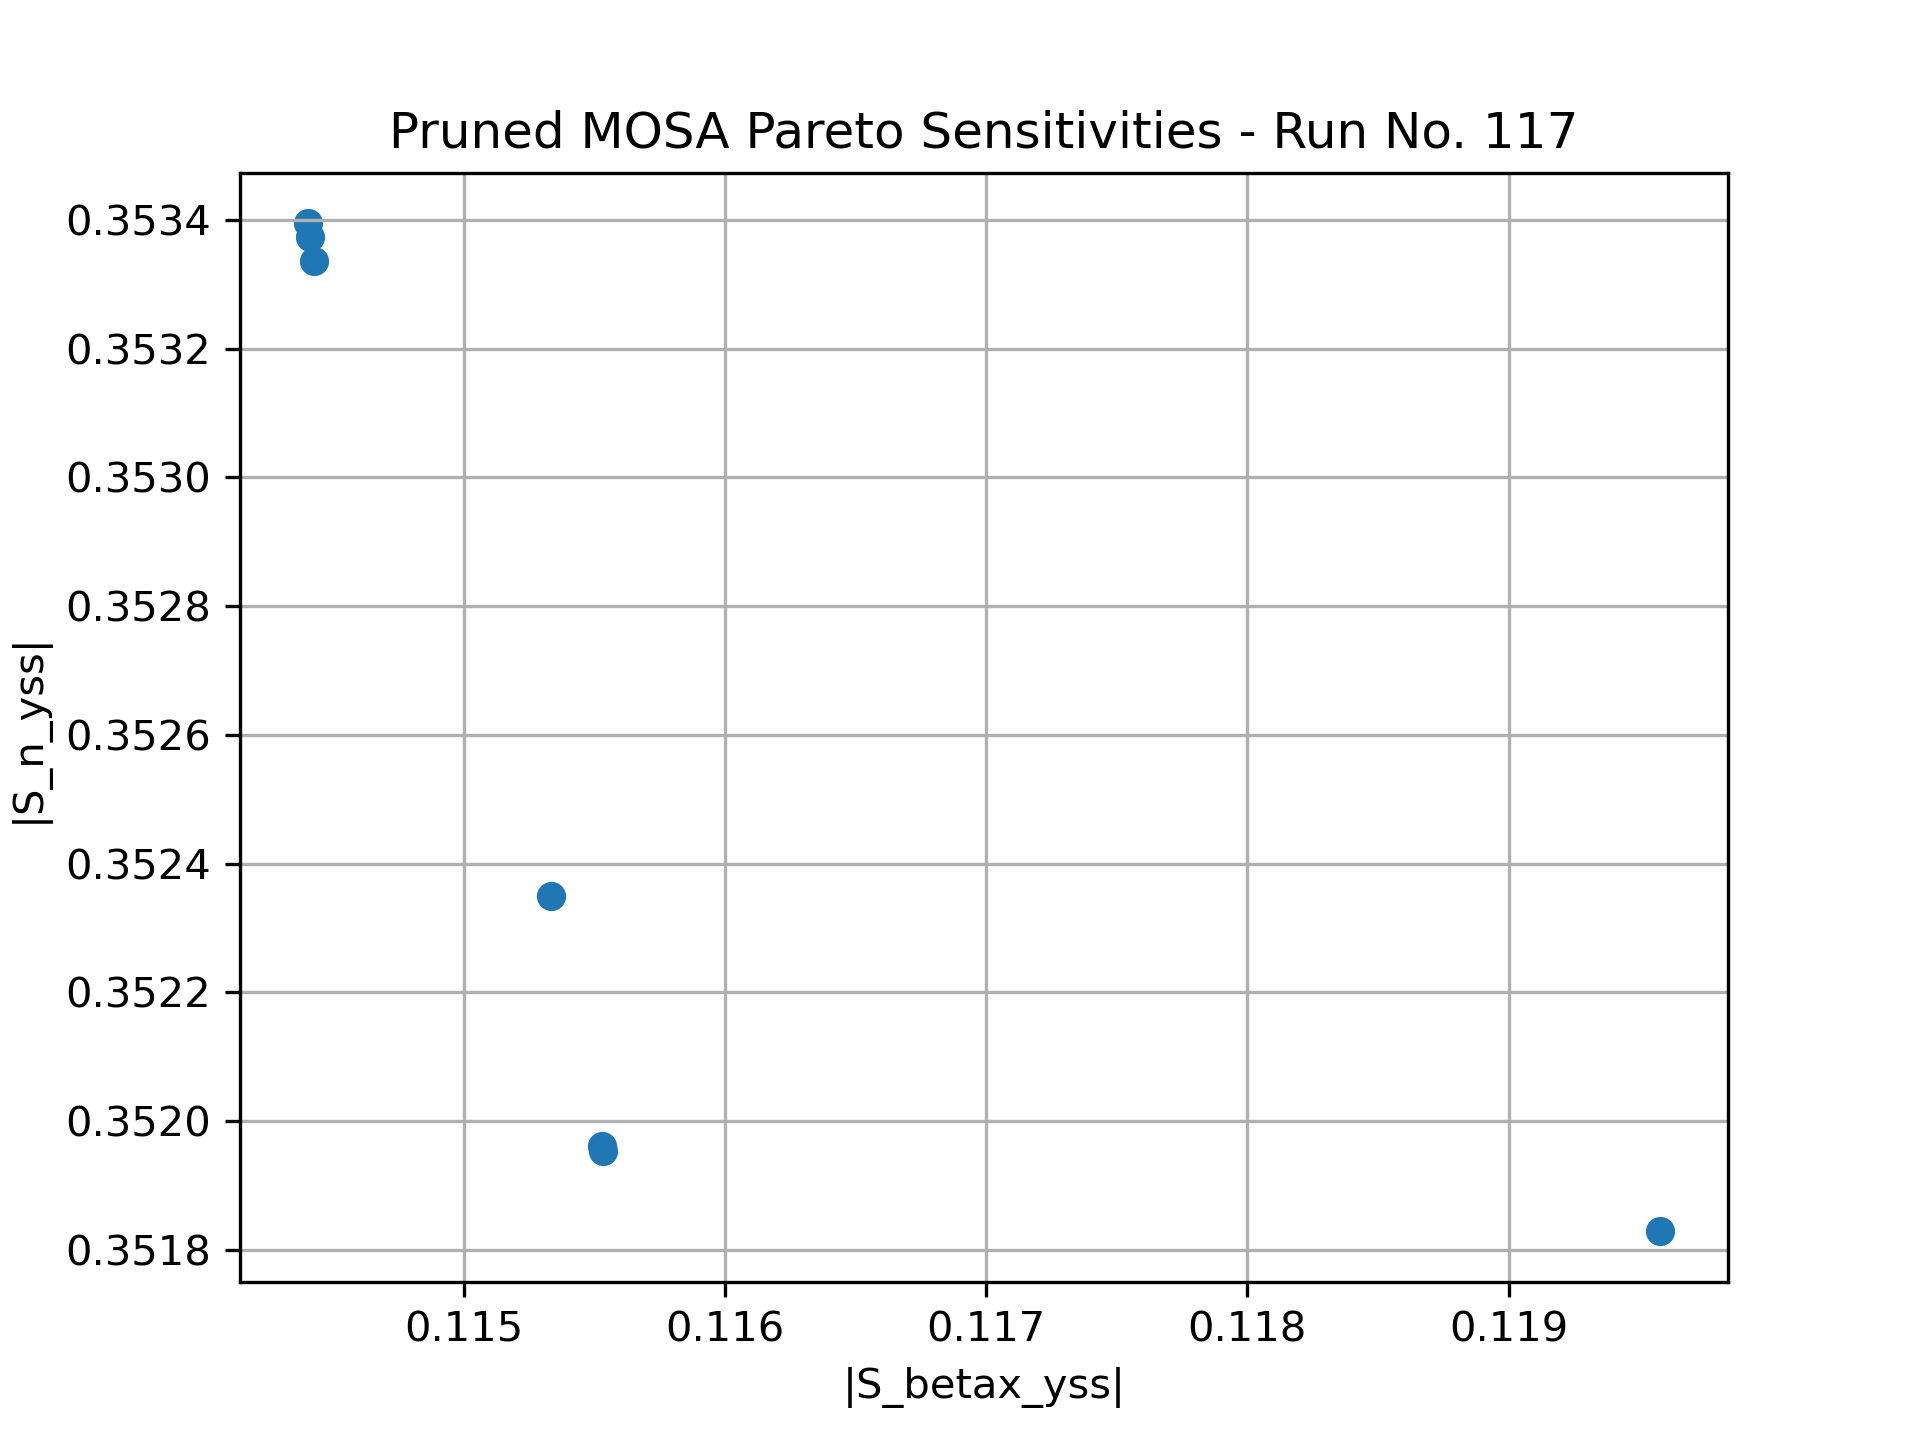 Pruned MOSA Pareto Sensitivities - Run No. 117
|S_n_yss|
0.3534
0.3532
0.3530
0.3528
0.3526
0.3524
0.3522
0.3520
0.3518
0.115 0.116 0.117 0.118 0.119
|S_betax_yss|